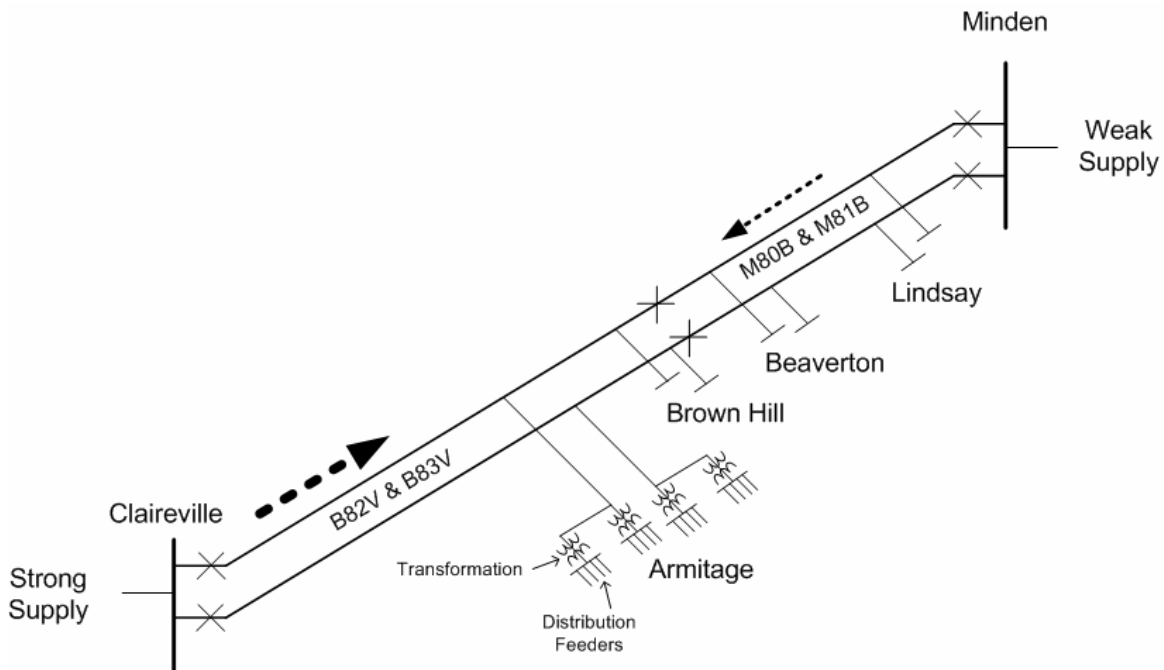 Minden
Weak
Supply
M80B & M81B
Lindsay
Beaverton
Brown Hill
B82V & B83V
Claireville
Strong
Supply
Transformation
Armitage
Distribution
Feeders